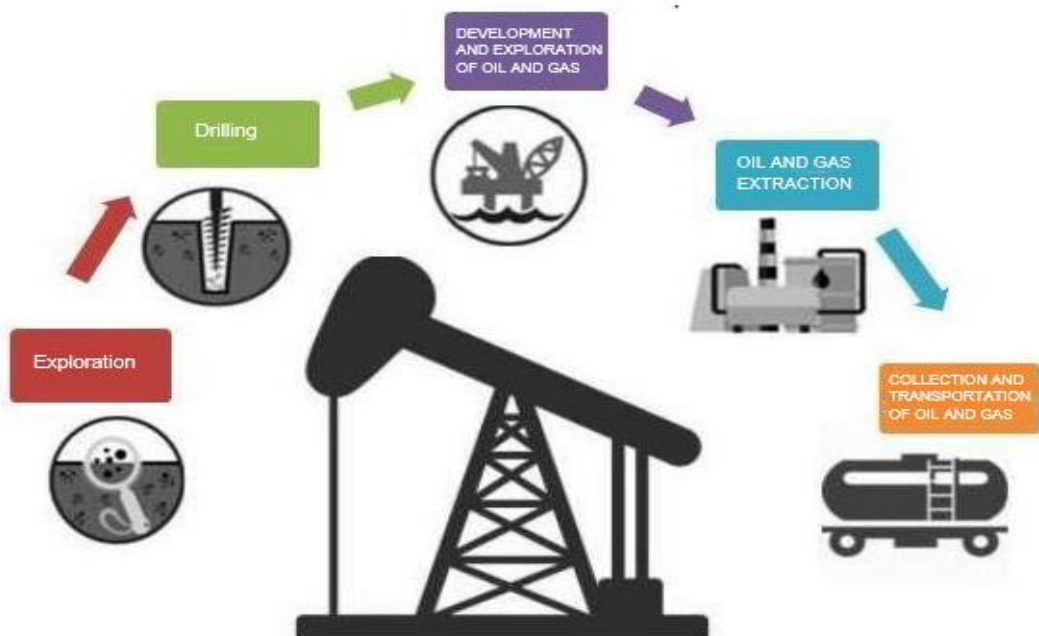 Exploration
Drilling
DEVELOPMENT
AND EXPLORATION
OF OIL AND GAS
OIL AND GAS
EXTRACTION
COLLECTION AND
TRANSPORTATION
OF OIL AND GAS